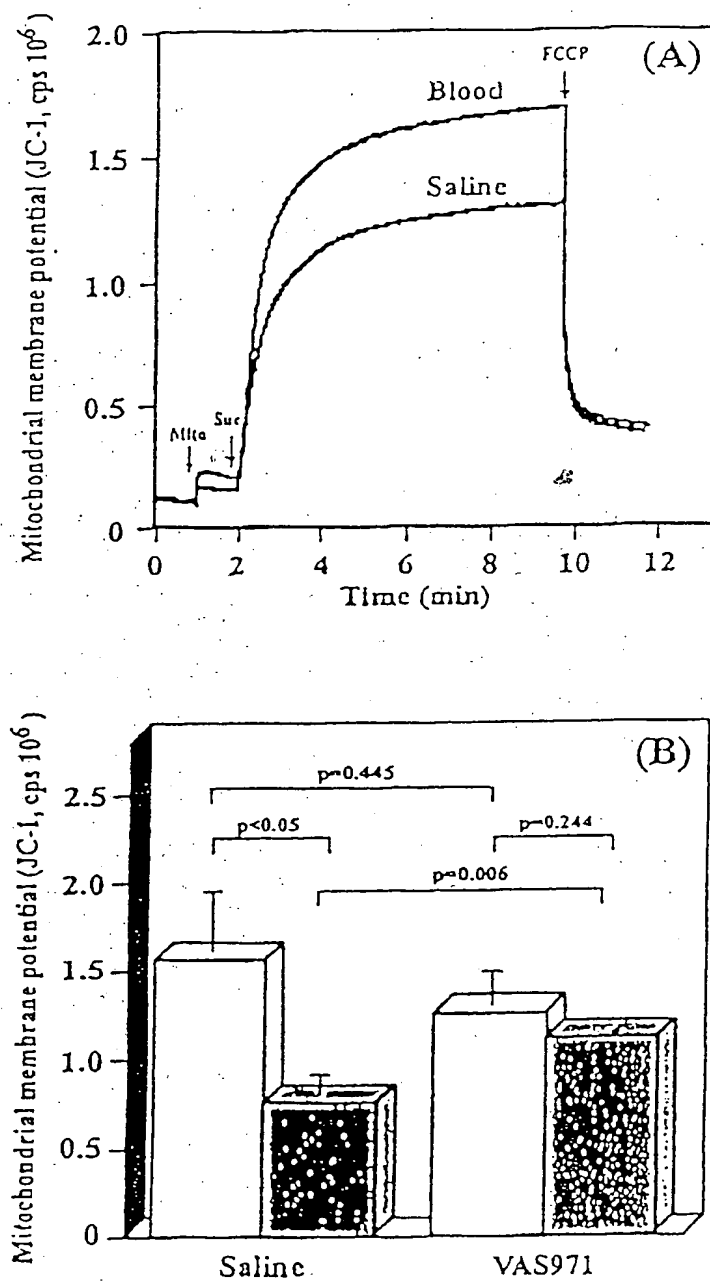 Mitochondrial membrane potential (JC-1, cps 10⁶)
2.0
1.5
1.0
0.5
0
(A)
FCCP
Blood
Saline
Mito
Suc
0 2 4 6 8 10 12
Time (min)
Mitochondrial membrane potential (JC-1, cps 10⁶)
2.5
2.0
1.5
1.0
0.5
0
(B)
p=0.445
p<0.05
p=0.244
p=0.006
Saline
VAS971